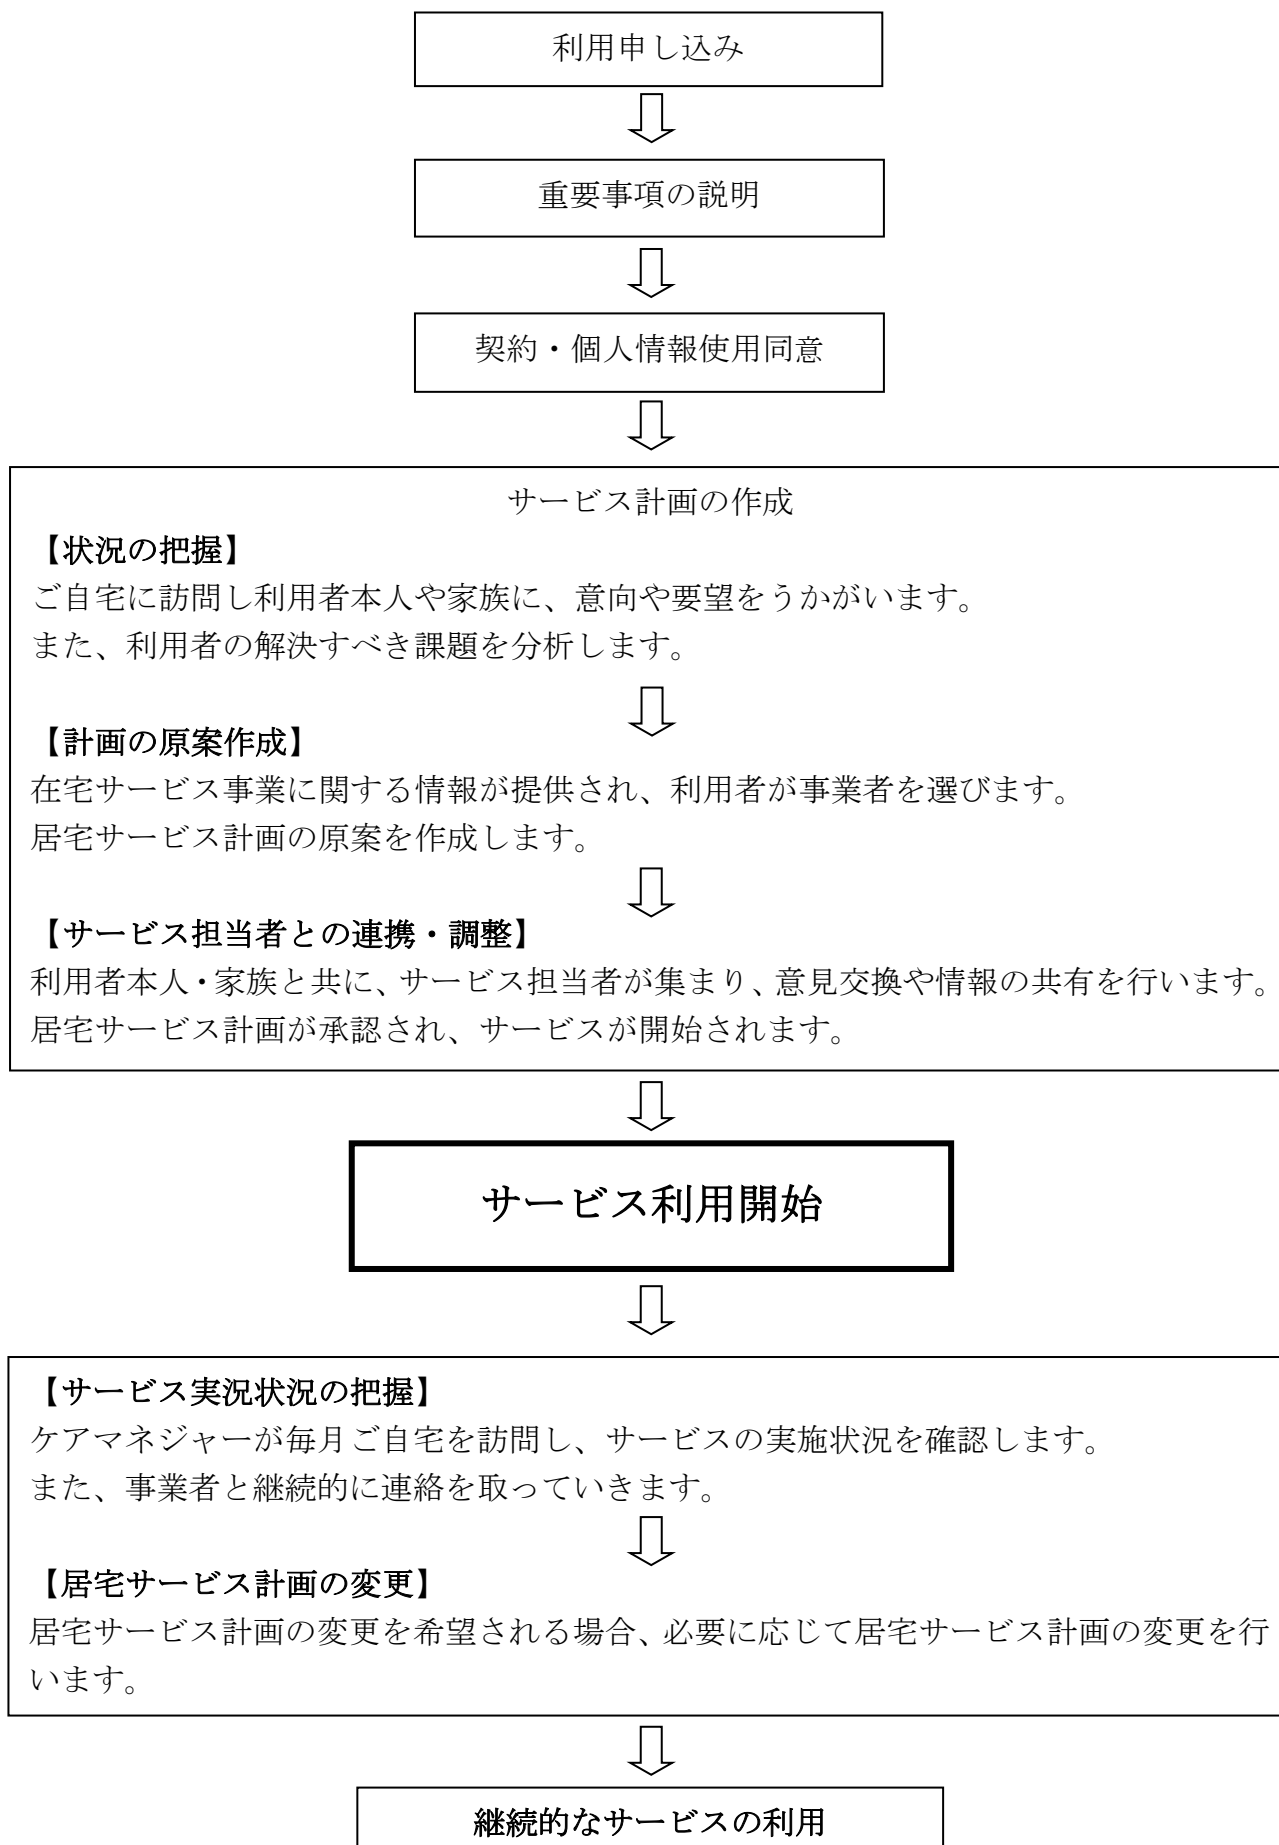 利用申し込み
重要事項の説明
契約・個人情報使用同意
サービス計画の作成
【状況の把握】
ご自宅に訪問し利用者本人や家族に、意向や要望をうかがいます。
また、利用者の解決すべき課題を分析します。
【計画の原案作成】
在宅サービス事業に関する情報が提供され、利用者が事業者を選びます。
居宅サービス計画の原案を作成します。
【サービス担当者との連携・調整】
利用者本人・家族と共に、サービス担当者が集まり、意見交換や情報の共有を行います。
居宅サービス計画が承認され、サービスが開始されます。
サービス利用開始
【サービス実況状況の把握】
ケアマネジャーが毎月ご自宅を訪問し、サービスの実施状況を確認します。
また、事業者と継続的に連絡を取っていきます。
【居宅サービス計画の変更】
居宅サービス計画の変更を希望される場合、必要に応じて居宅サービス計画の変更を行
います。
継続的なサービスの利用